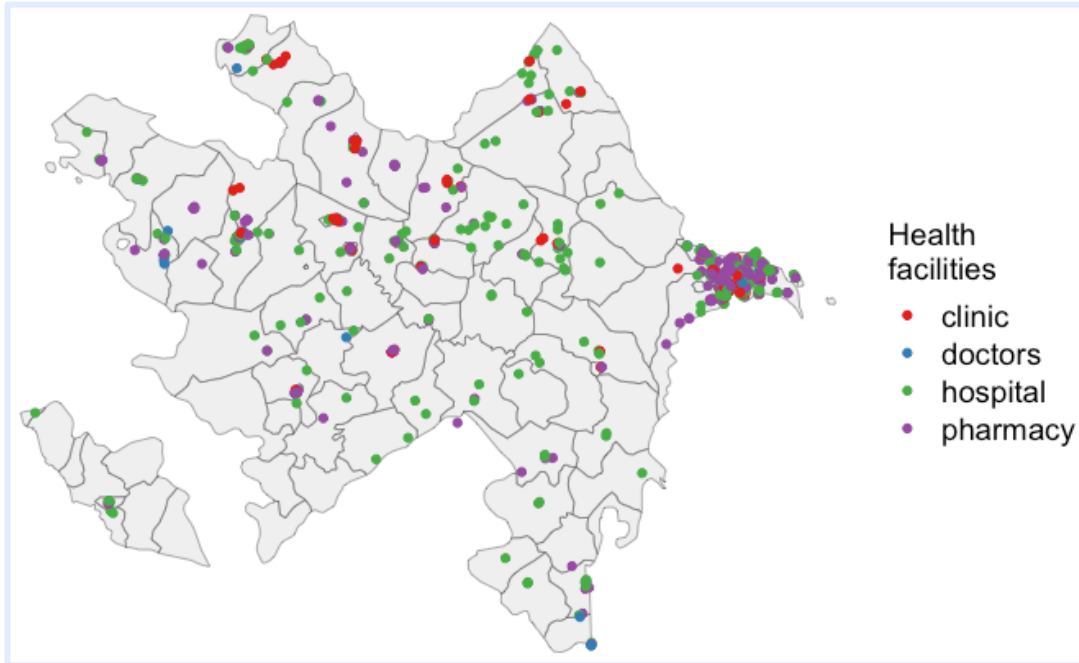 Health
facilities
clinic
doctors
hospital
pharmacy